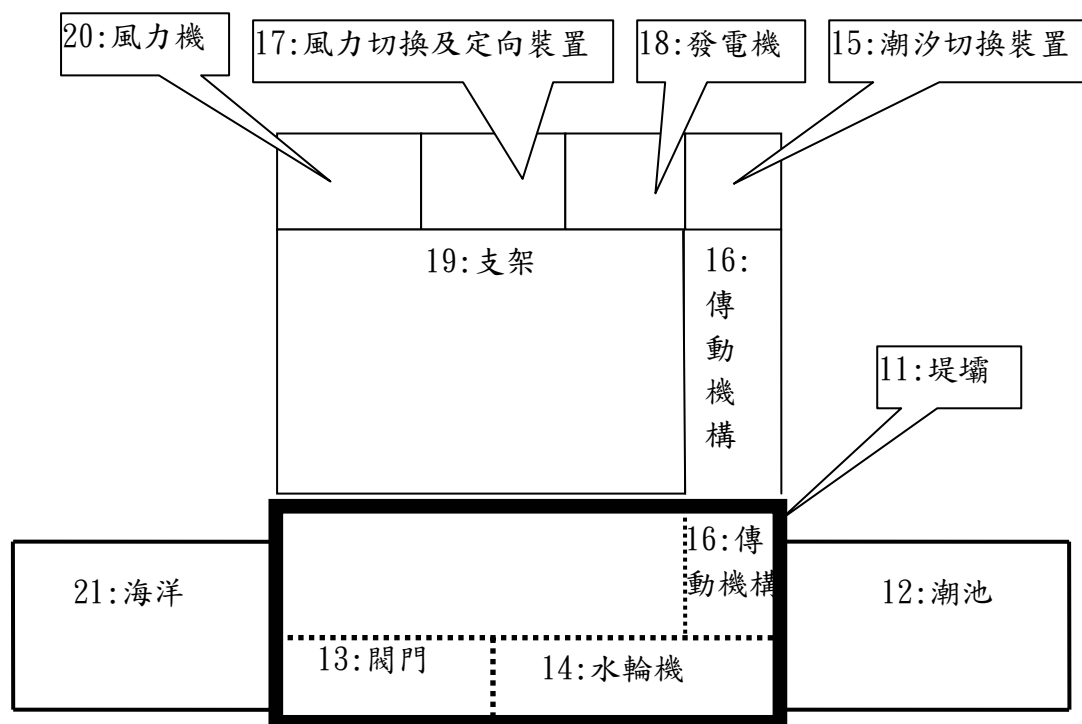 20:風力機
17:風力切換及定向裝置
18:發電機
15:潮汐切換裝置
19:支架
16:
傳
動
機
構
11:堤壩
16:傳
動機構
21:海洋
12:潮池
13:閥門
14:水輪機